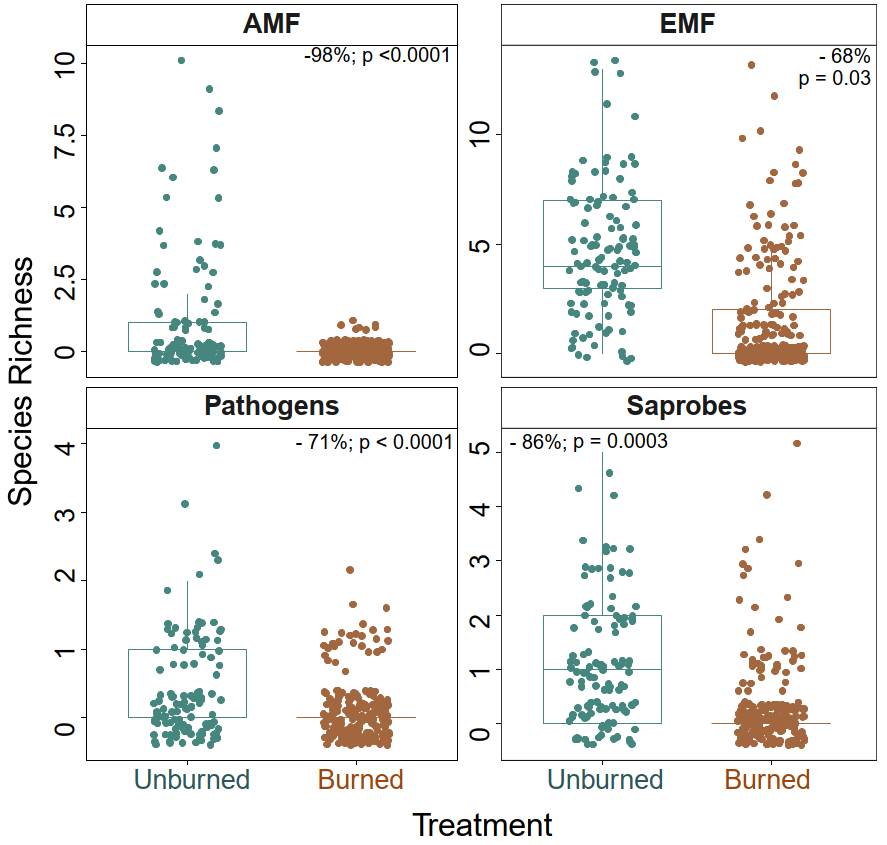 AMF
-98%; p <0.0001
10
7.5
5
2.5
0
EMF
- 68%
p = 0.03
10
5
0
Species Richness
Pathogens
- 71%; p < 0.0001
4
3
2
1
0
Saprobes
- 86%; p = 0.0003
5
4
3
2
1
0
Unburned Burned
Unburned Burned
Treatment